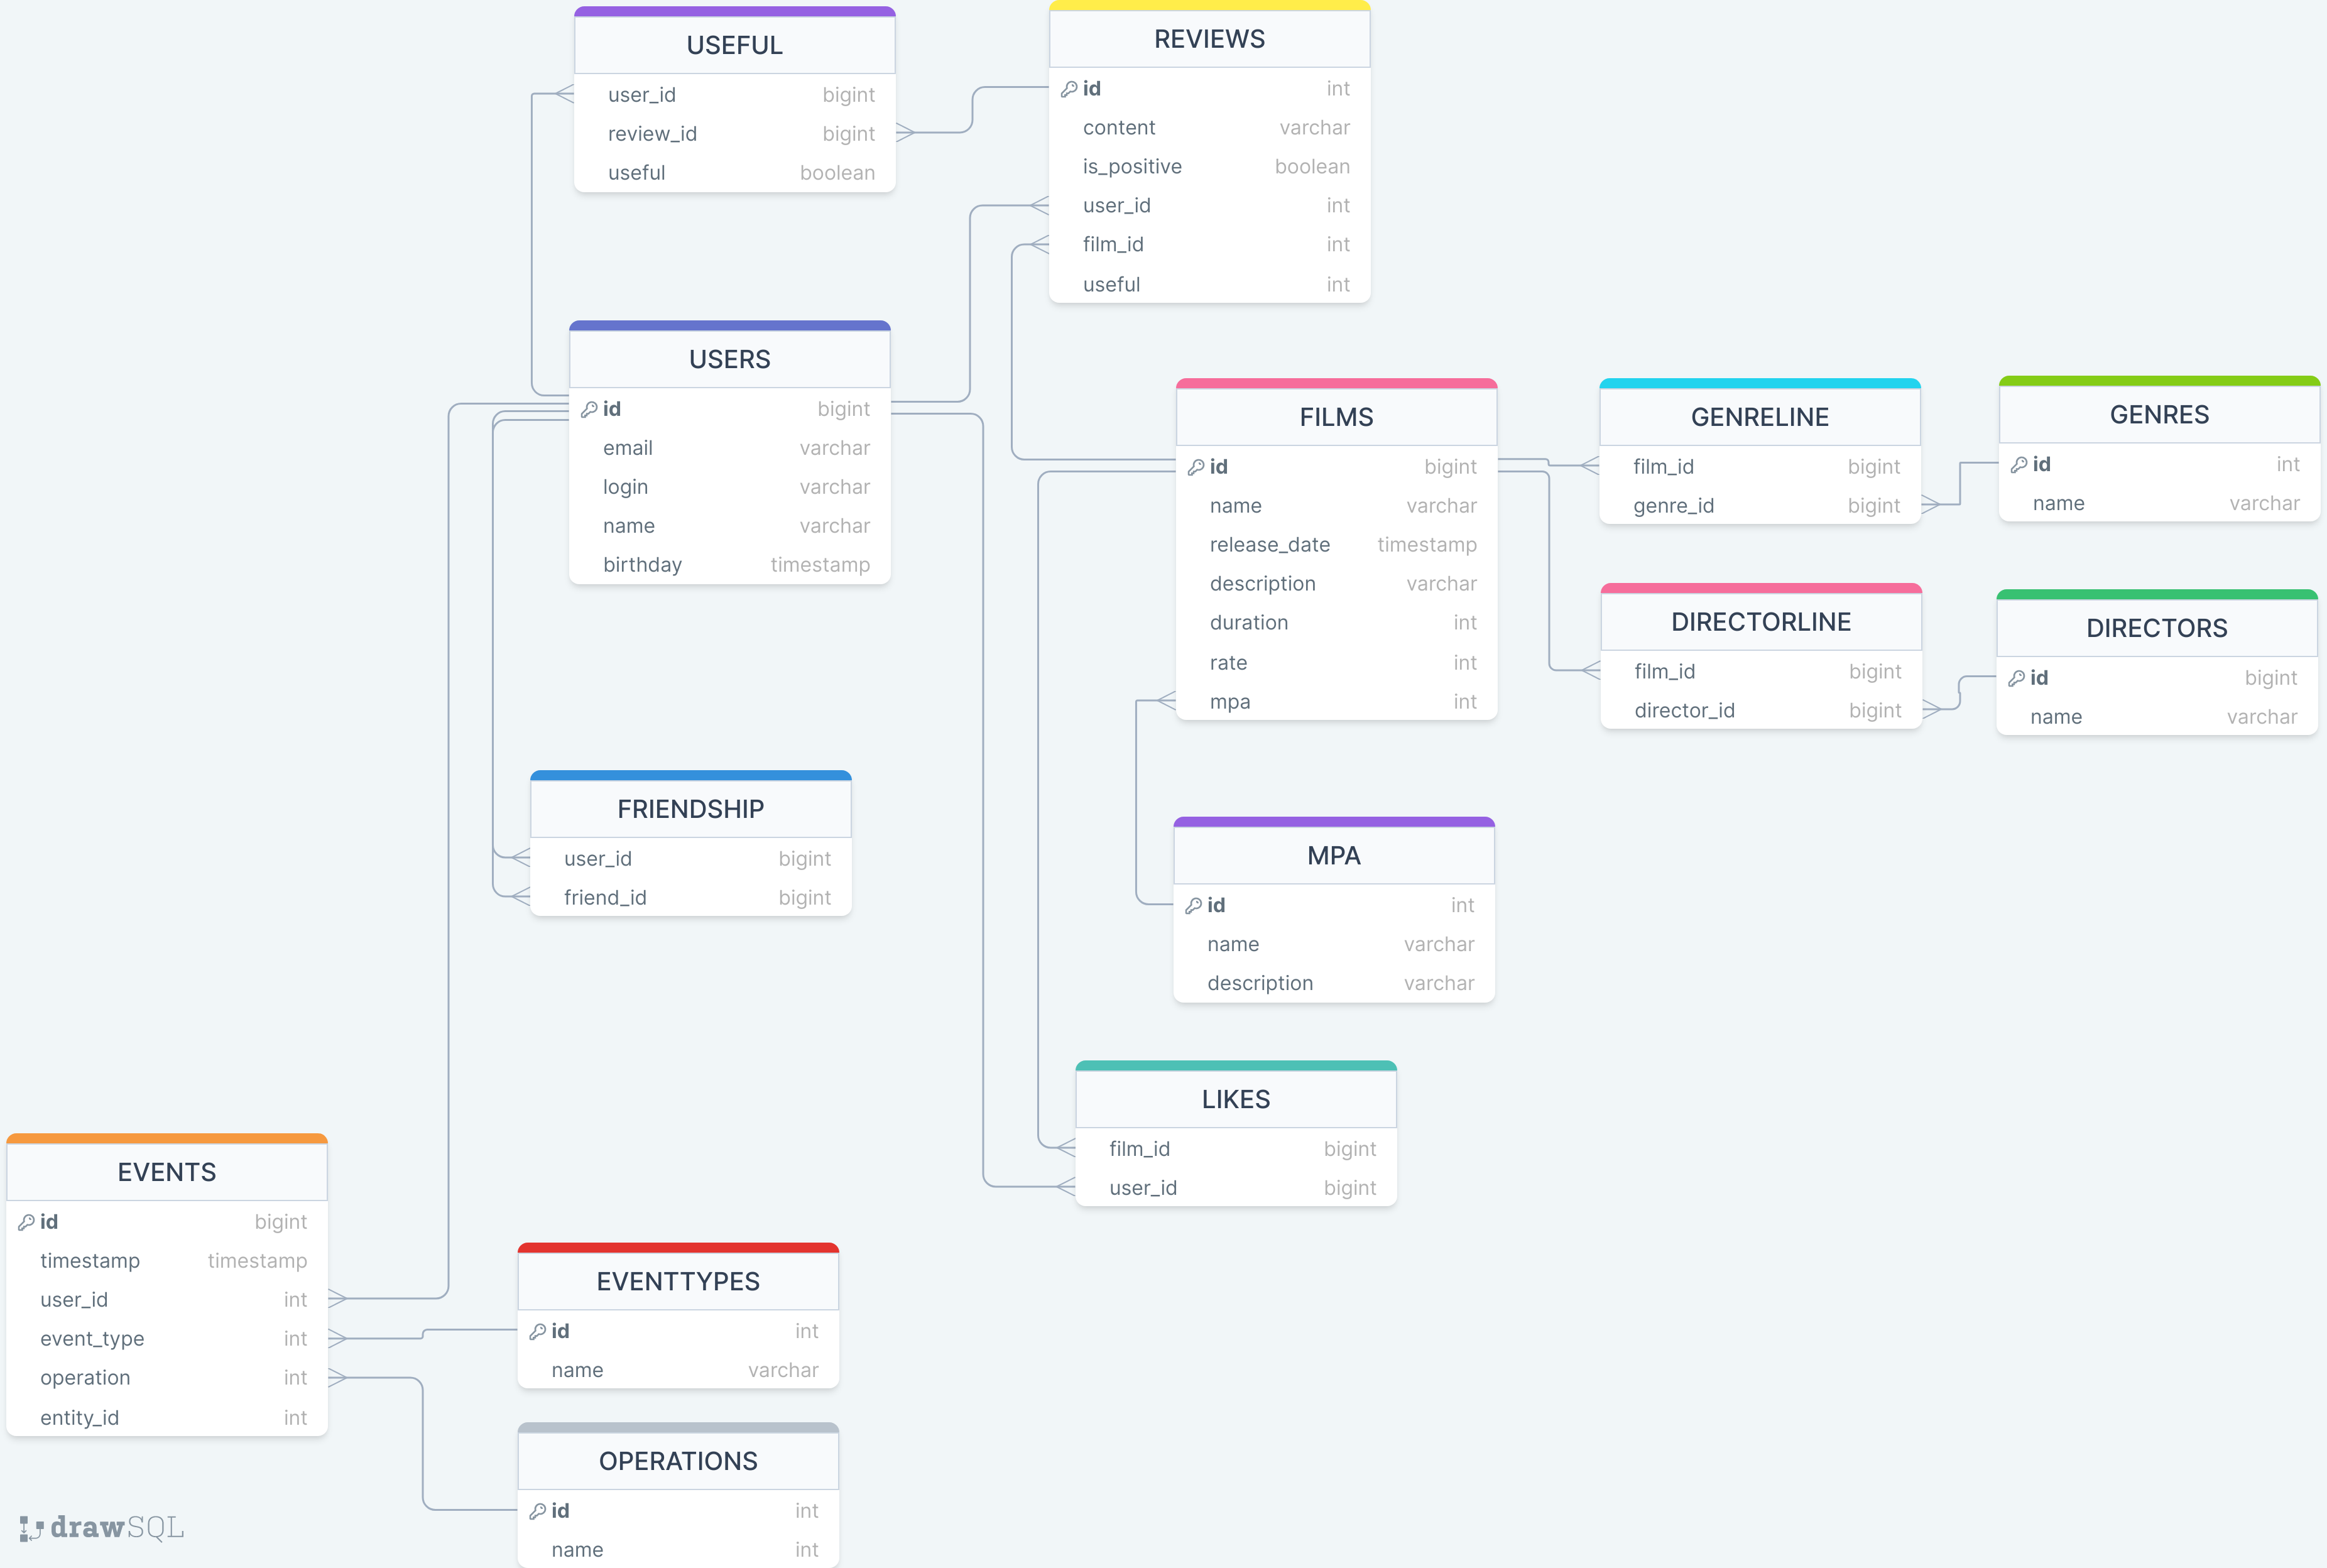 USEFUL
user_id bigint
review_id bigint
useful boolean
REVIEWS
id int
content varchar
is_positive boolean
user_id int
film_id int
useful int
USERS
id bigint
email varchar
login varchar
name varchar
birthday timestamp
FILMS
id bigint
name varchar
release_date timestamp
description varchar
duration int
rate int
mpa int
GENRELINE
film_id bigint
genre_id bigint
GENRES
id int
name varchar
DIRECTORLINE
film_id bigint
director_id bigint
DIRECTORS
id bigint
name varchar
FRIENDSHIP
user_id bigint
friend_id bigint
MPA
id int
name varchar
description varchar
LIKES
film_id bigint
user_id bigint
EVENTS
id bigint
timestamp timestamp
user_id int
event_type int
operation int
entity_id int
EVENTTYPES
id int
name varchar
OPERATIONS
id int
name int
drawSQL